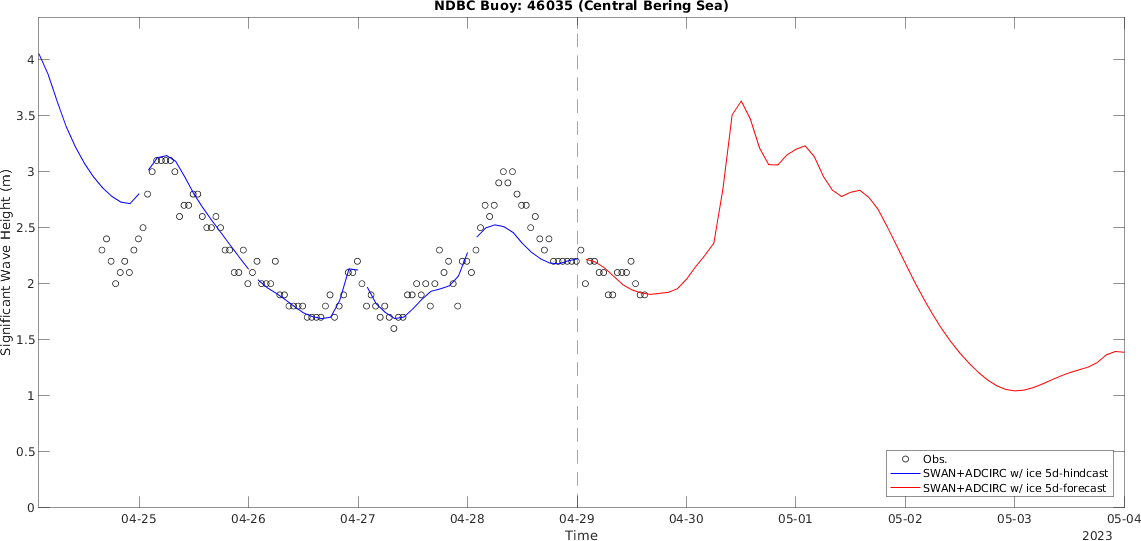 NDBC Buoy: 46035 (Central Bering Sea)
4
3.5
3
2.5
2
1.5
1
0.5
0
Significant Wave Height (m)
04-25 04-26 04-27 04-28 04-29 04-30 05-01 05-02 05-03 05-04
Time
2023
Obs.
SWAN+ADCIRC w/ ice 5d-hindcast
SWAN+ADCIRC w/ ice 5d-forecast